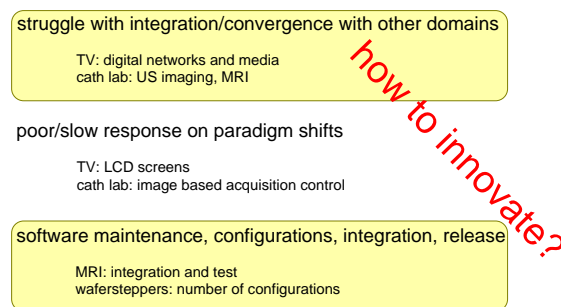 struggle with integration/convergence with other domains
TV: digital networks and media
cath lab: US imaging, MRI
how to innovate?
poor/slow response on paradigm shifts
TV: LCD screens
cath lab: image based acquisition control
software maintenance, configurations, integration, release
MRI: integration and test
wafersteppers: number of configurations